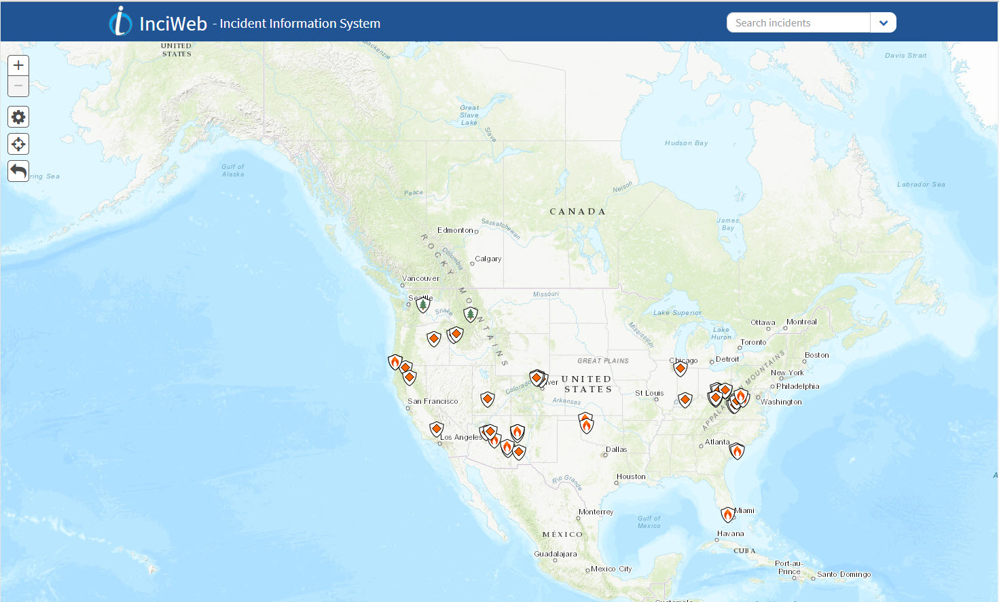 InciWeb - Incident Information System
Search incidents
UNITED
STATES
Mackenzie
Davis Strait
Great
Slave
Lake
Slave
Hudson Bay
Gulf of
Alaska
ring Sea
Labrador Sea
Peace
Nelson
CANADA
James
Bay
Saskatchewan
Edmonton
Columbia
Calgary
ROCKY MOUNTAINS
Vancouver
Missouri
Seattle
Snake
Lake Superior
Mississippi
Lake
Huron
Ottawa
Montreal
Toronto
Boston
GREAT PLAINS
Chicago
Detroit
APPALA
MOUNTAINS
New York
Philadelphia
Washington
UNITED
STATES
ver
Colorado
St Louis
Arkansas
San Francisco
Los Angeles
Atlanta
Dallas
Houston
Rio Grande
Monterrey
Gulf of
Mexico
Miami
Havana
MÉXICO
CUBA
Guadalajara
Mexico City
Port-au-
Prince
Santo Domingo